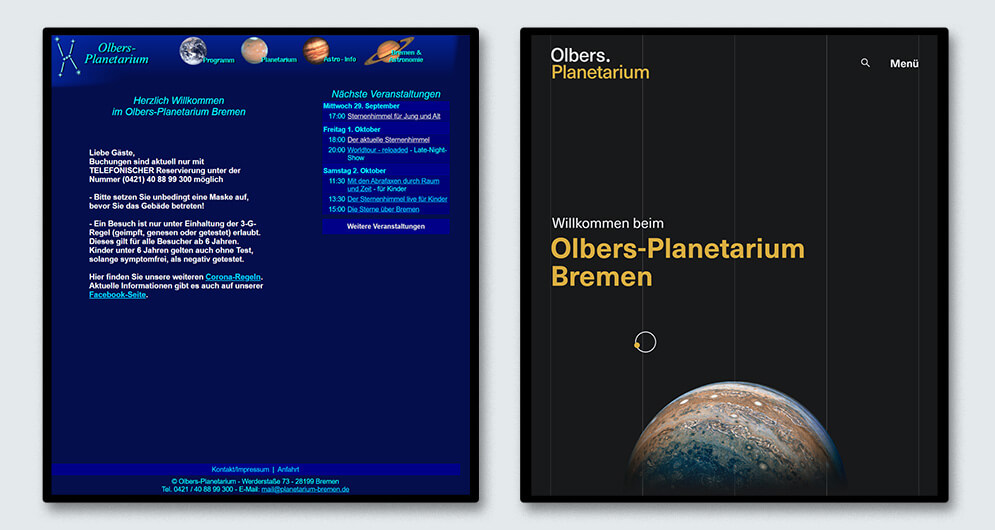 Olbers-
Planetarium
Programm
Planetarium
Astro - Info
Bremen &
Astronomie
Herzlich Willkommen
im Olbers-Planetarium Bremen
Liebe Gäste,
Buchungen sind aktuell nur mit
TELEFONISCHER Reservierung unter der
Nummer (0421) 40 88 99 300 möglich
- Bitte setzen Sie unbedingt eine Maske auf,
bevor Sie das Gebäde betreten!
- Ein Besuch ist nur unter Einhaltung der 3-G-
Regel (geimpft, genesen oder getestet) erlaubt.
Dieses gilt für alle Besucher ab 6 Jahren.
Kinder unter 6 Jahren gelten auch ohne Test,
solange symptomfrei, als negativ getestet.
Hier finden Sie unsere weiteren Corona-Regeln.
Aktuelle Informationen gibt es auch auf unserer
Facebook-Seite.
Nächste Veranstaltungen
Mittwoch 29. September
17:00 Sternenhimmel für Jung und Alt
Freitag 1. Oktober
18:00 Der aktuelle Sternenhimmel
20:00 Worldtour - reloaded - Late-Night-
Show
Samstag 2. Oktober
11:30 Mit den Abrafaxen durch Raum
und Zeit - für Kinder
13:30 Der Sternenhimmel live für Kinder
15:00 Die Sterne über Bremen
Weitere Veranstaltungen
Kontakt/Impressum | Anfahrt
© Olbers-Planetarium - Werderstraße 73 - 28199 Bremen
Tel. 0421 / 40 88 99 300 - E-Mail: mail@planetarium-bremen.de
Olbers.
Planetarium
Menü
Willkommen beim
Olbers-Planetarium
Bremen